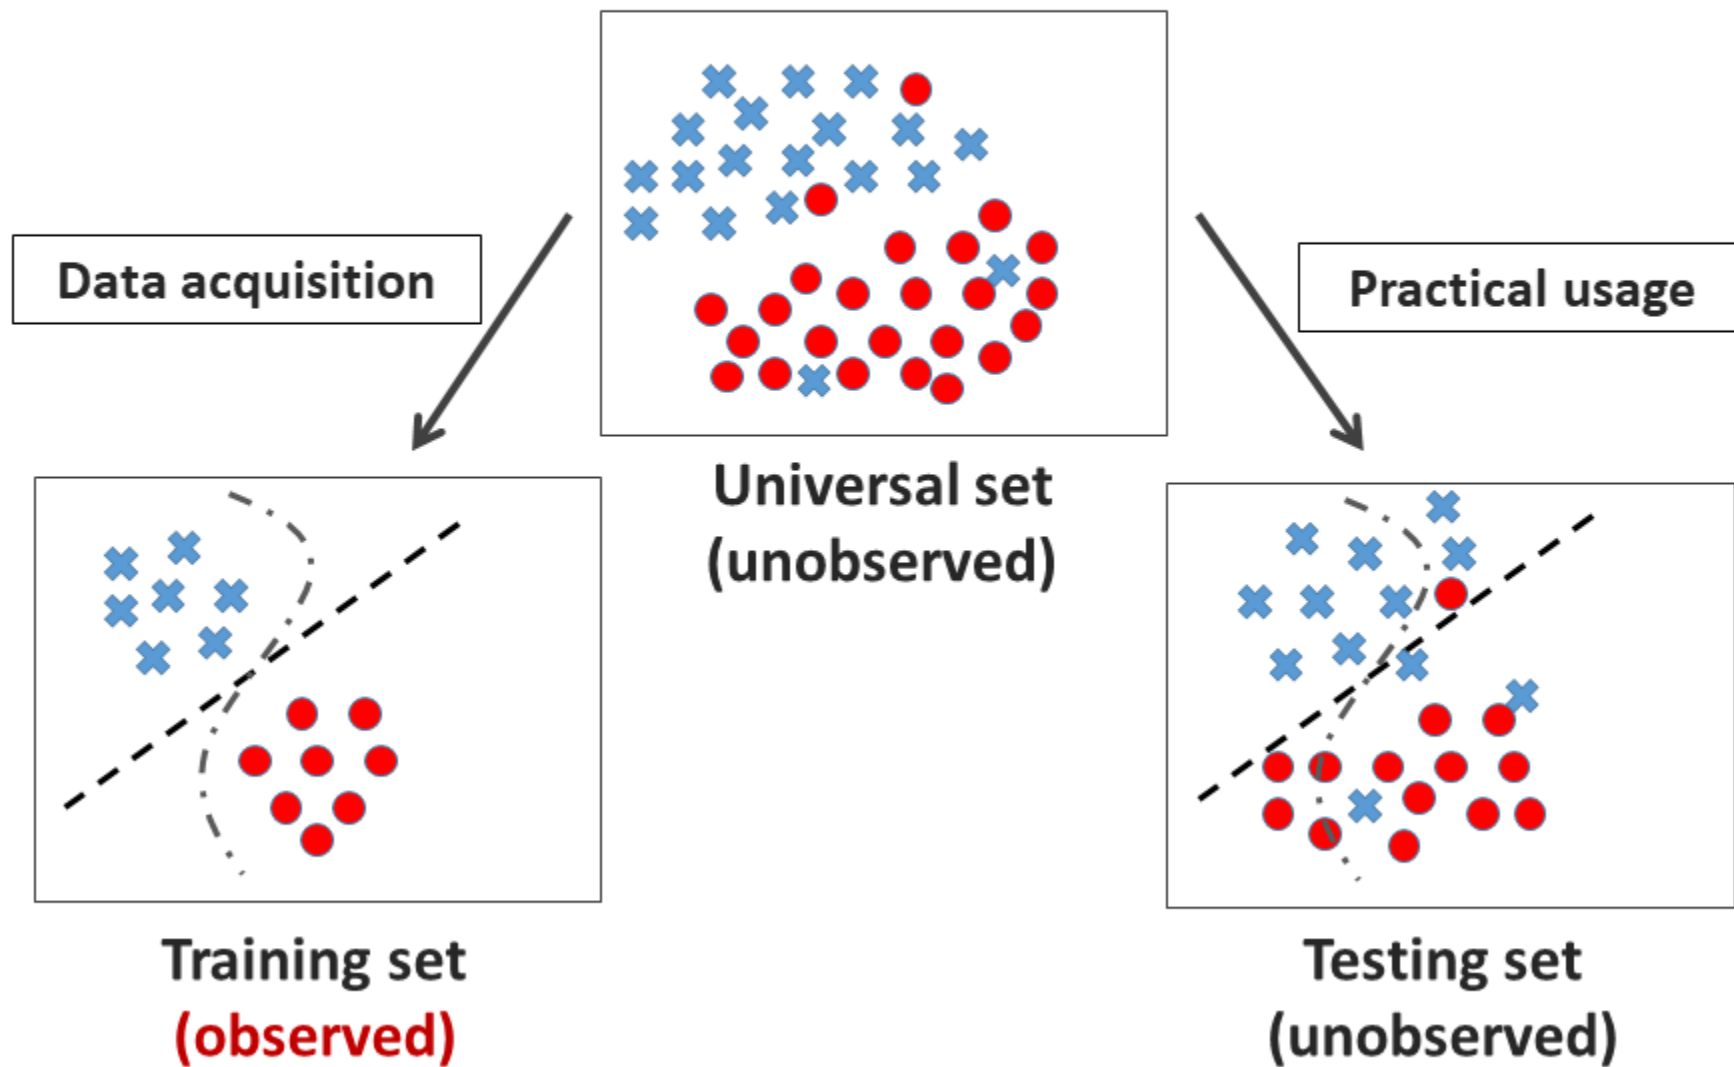 Data acquisition
Practical usage
Universal set
(unobserved)
Training set
(observed)
Testing set
(unobserved)